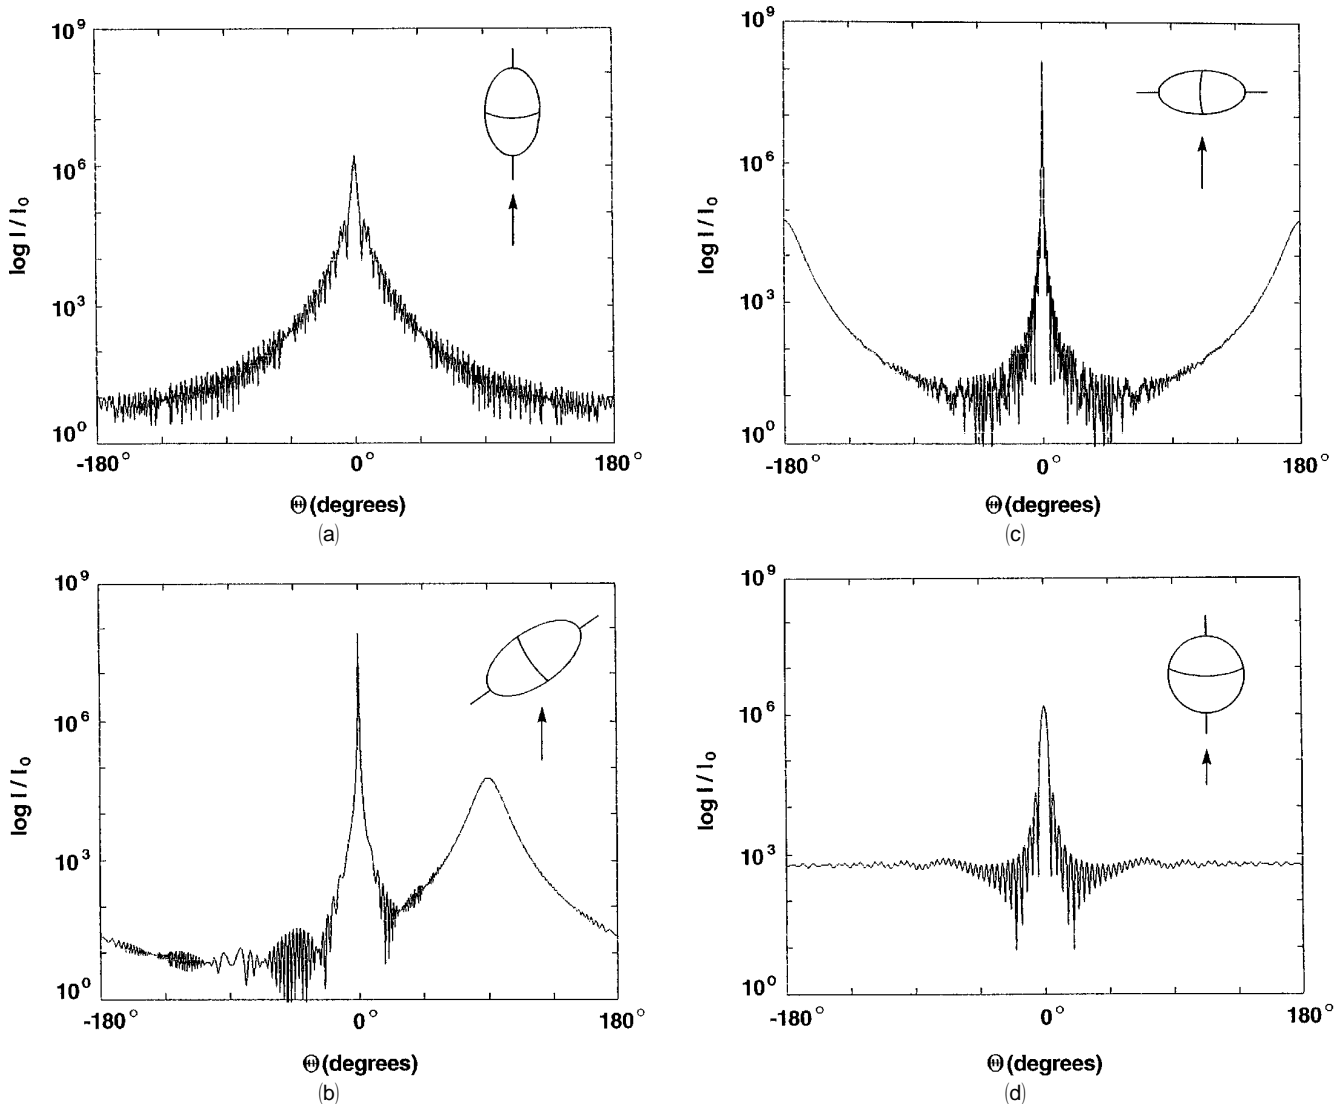 10⁹
10⁶
10³
10⁰
log I / I₀
-180° 0° 180°
Θ (degrees)
(a)
10⁹
10⁶
10³
10⁰
log I / I₀
-180° 0° 180°
Θ (degrees)
(c)
10⁹
10⁶
10³
10⁰
log I / I₀
-180° 0° 180°
Θ (degrees)
(b)
10⁹
10⁶
10³
10⁰
log I / I₀
-180° 0° 180°
Θ (degrees)
(d)